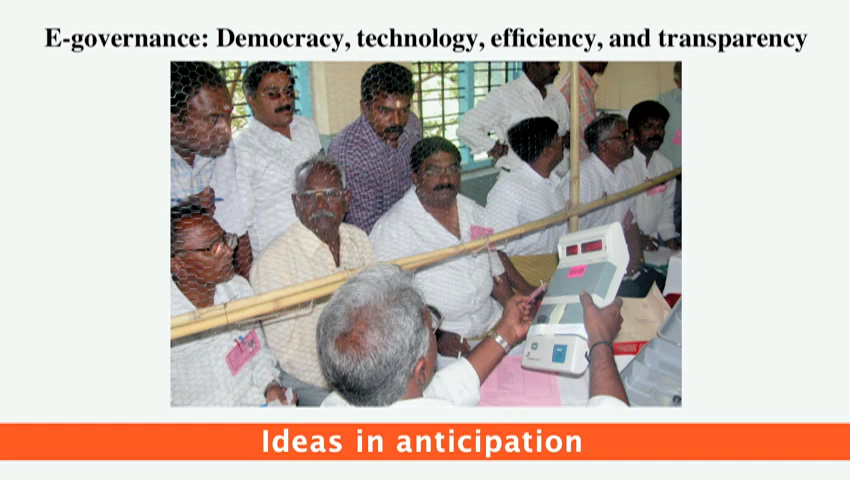 E-governance: Democracy, technology, efficiency, and transparency
Ideas in anticipation